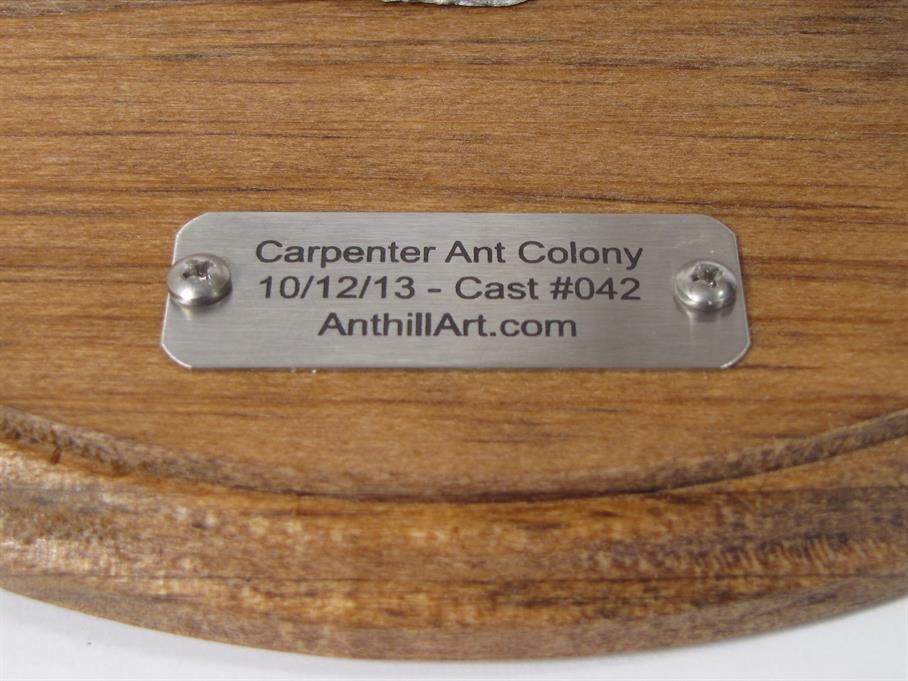 Carpenter Ant Colony
10/12/13 - Cast #042
AnthillArt.com